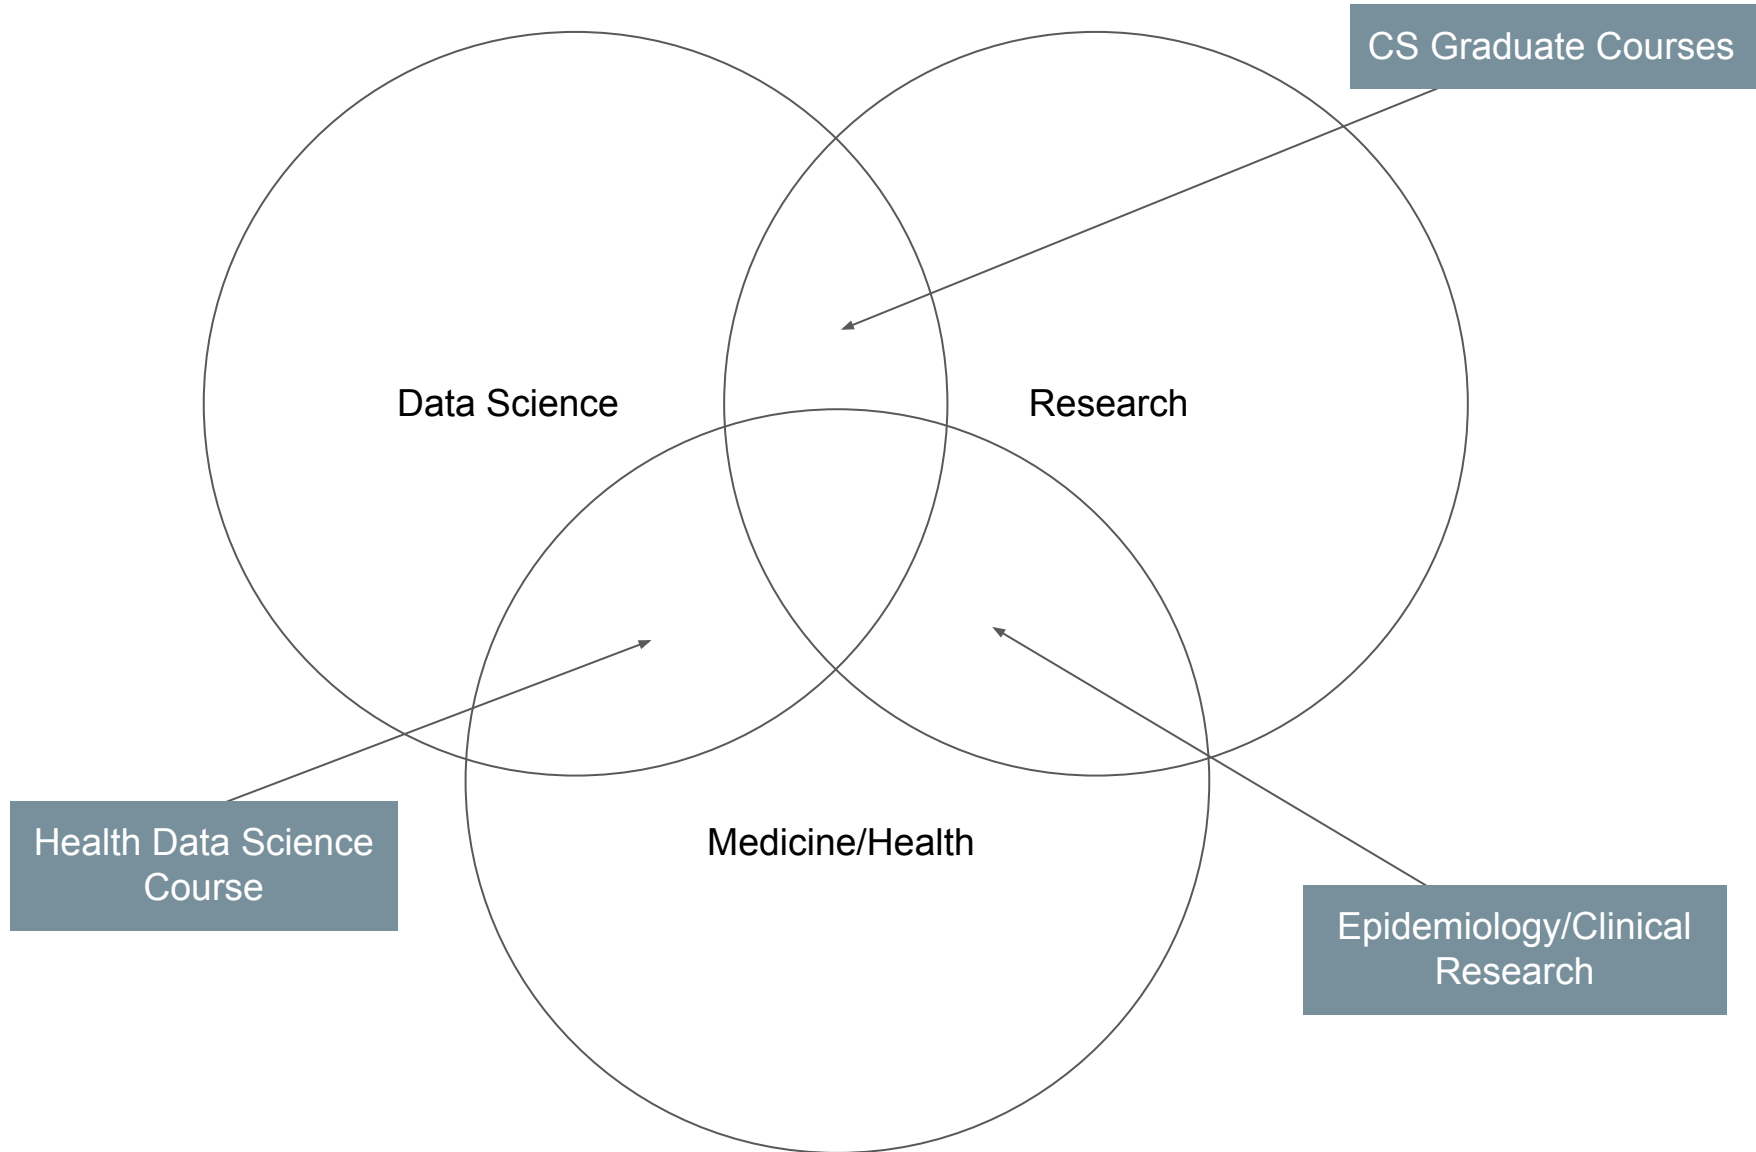 CS Graduate Courses
Data Science
Research
Health Data Science
Course
Medicine/Health
Epidemiology/Clinical
Research